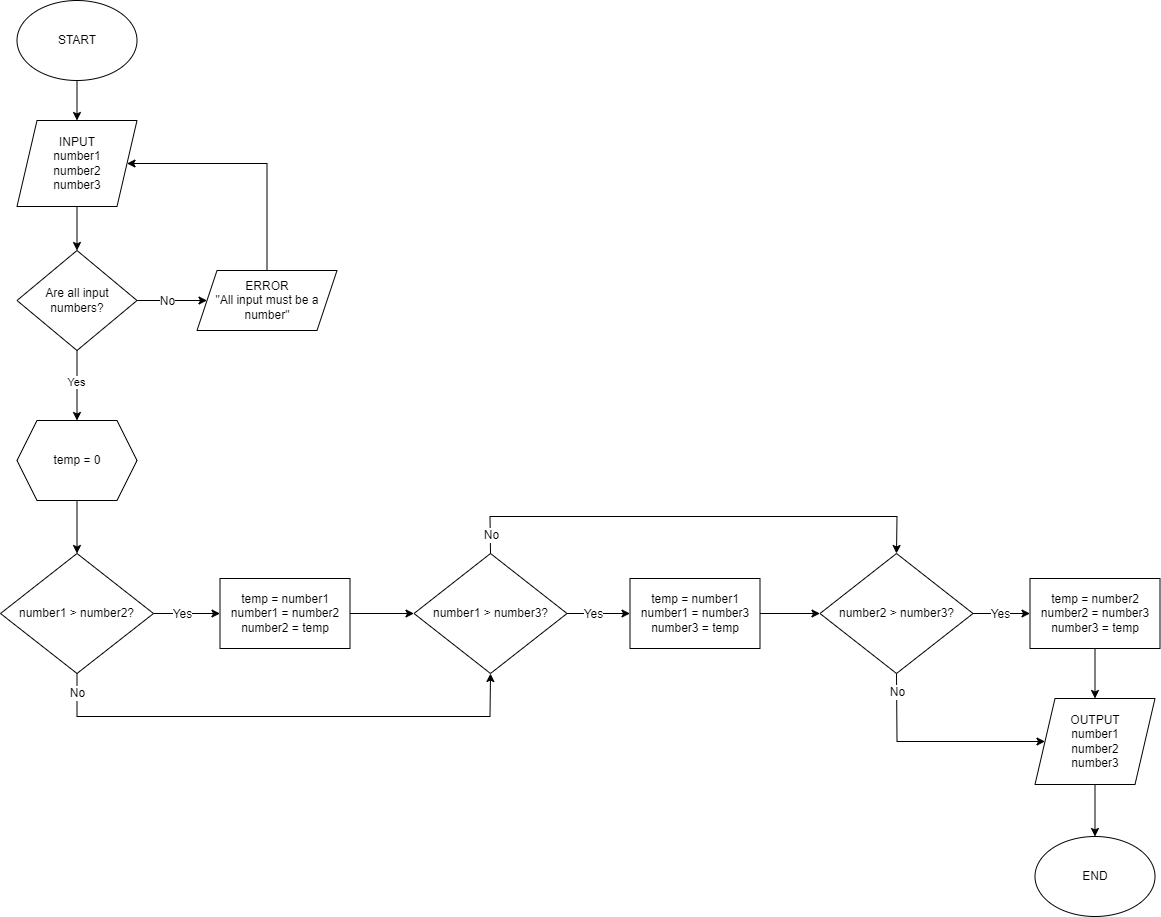 START
INPUT
number1
number2
number3
Are all input
numbers?
No
ERROR
"All input must be a
number"
Yes
temp = 0
number1 > number2?
Yes
No
temp = number1
number1 = number2
number2 = temp
number1 > number3?
No
Yes
temp = number1
number1 = number3
number3 = temp
number2 > number3?
Yes
No
temp = number2
number2 = number3
number3 = temp
OUTPUT
number1
number2
number3
END